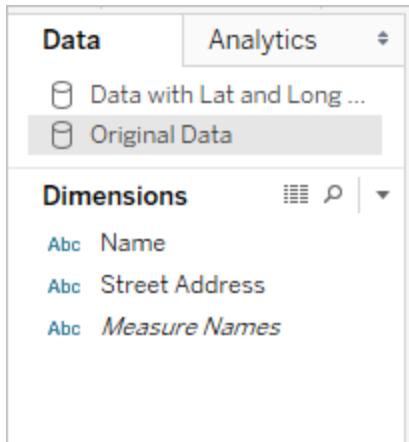 Data Analytics
Data with Lat and Long ...
Original Data
Dimensions
Abc Name
Abc Street Address
Abc Measure Names